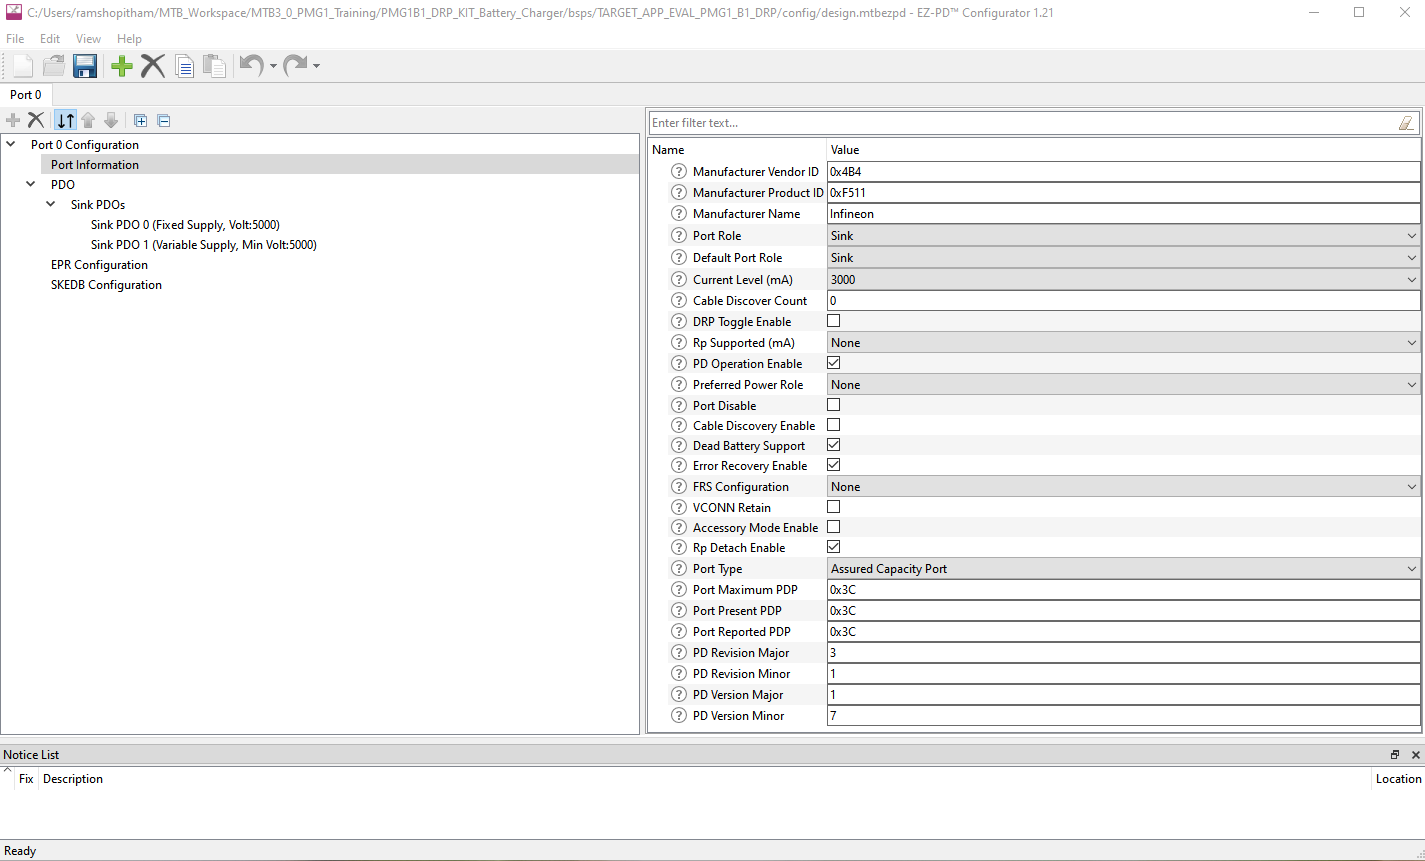 C:/Users/ramshopitham/MTB_Workspace/MTB3_0_PMG1_Training/PMG1B1_DRP_KIT_Battery_Charger/bsps/TARGET_APP_EVAL_PMG1_B1_DRP/config/design.mtbezpd - EZ-PD™ Configurator 1.21
File Edit View Help
Port 0
Port 0 Configuration
Port Information
PDO
Sink PDOs
Sink PDO 0 (Fixed Supply, Volt:5000)
Sink PDO 1 (Variable Supply, Min Volt:5000)
EPR Configuration
SKEDB Configuration
Enter filter text...
Name Value
? Manufacturer Vendor ID 0x4B4
? Manufacturer Product ID 0xF511
? Manufacturer Name Infineon
? Port Role Sink
? Default Port Role Sink
? Current Level (mA) 3000
? Cable Discover Count 0
? DRP Toggle Enable
? Rp Supported (mA) None
? PD Operation Enable
? Preferred Power Role None
? Port Disable
? Cable Discovery Enable
? Dead Battery Support
? Error Recovery Enable
? FRS Configuration None
? VCONN Retain
? Accessory Mode Enable
? Rp Detach Enable
? Port Type Assured Capacity Port
? Port Maximum PDP 0x3C
? Port Present PDP 0x3C
? Port Reported PDP 0x3C
? PD Revision Major 3
? PD Revision Minor 1
? PD Version Major 1
? PD Version Minor 7
Notice List
Fix Description Location
Ready